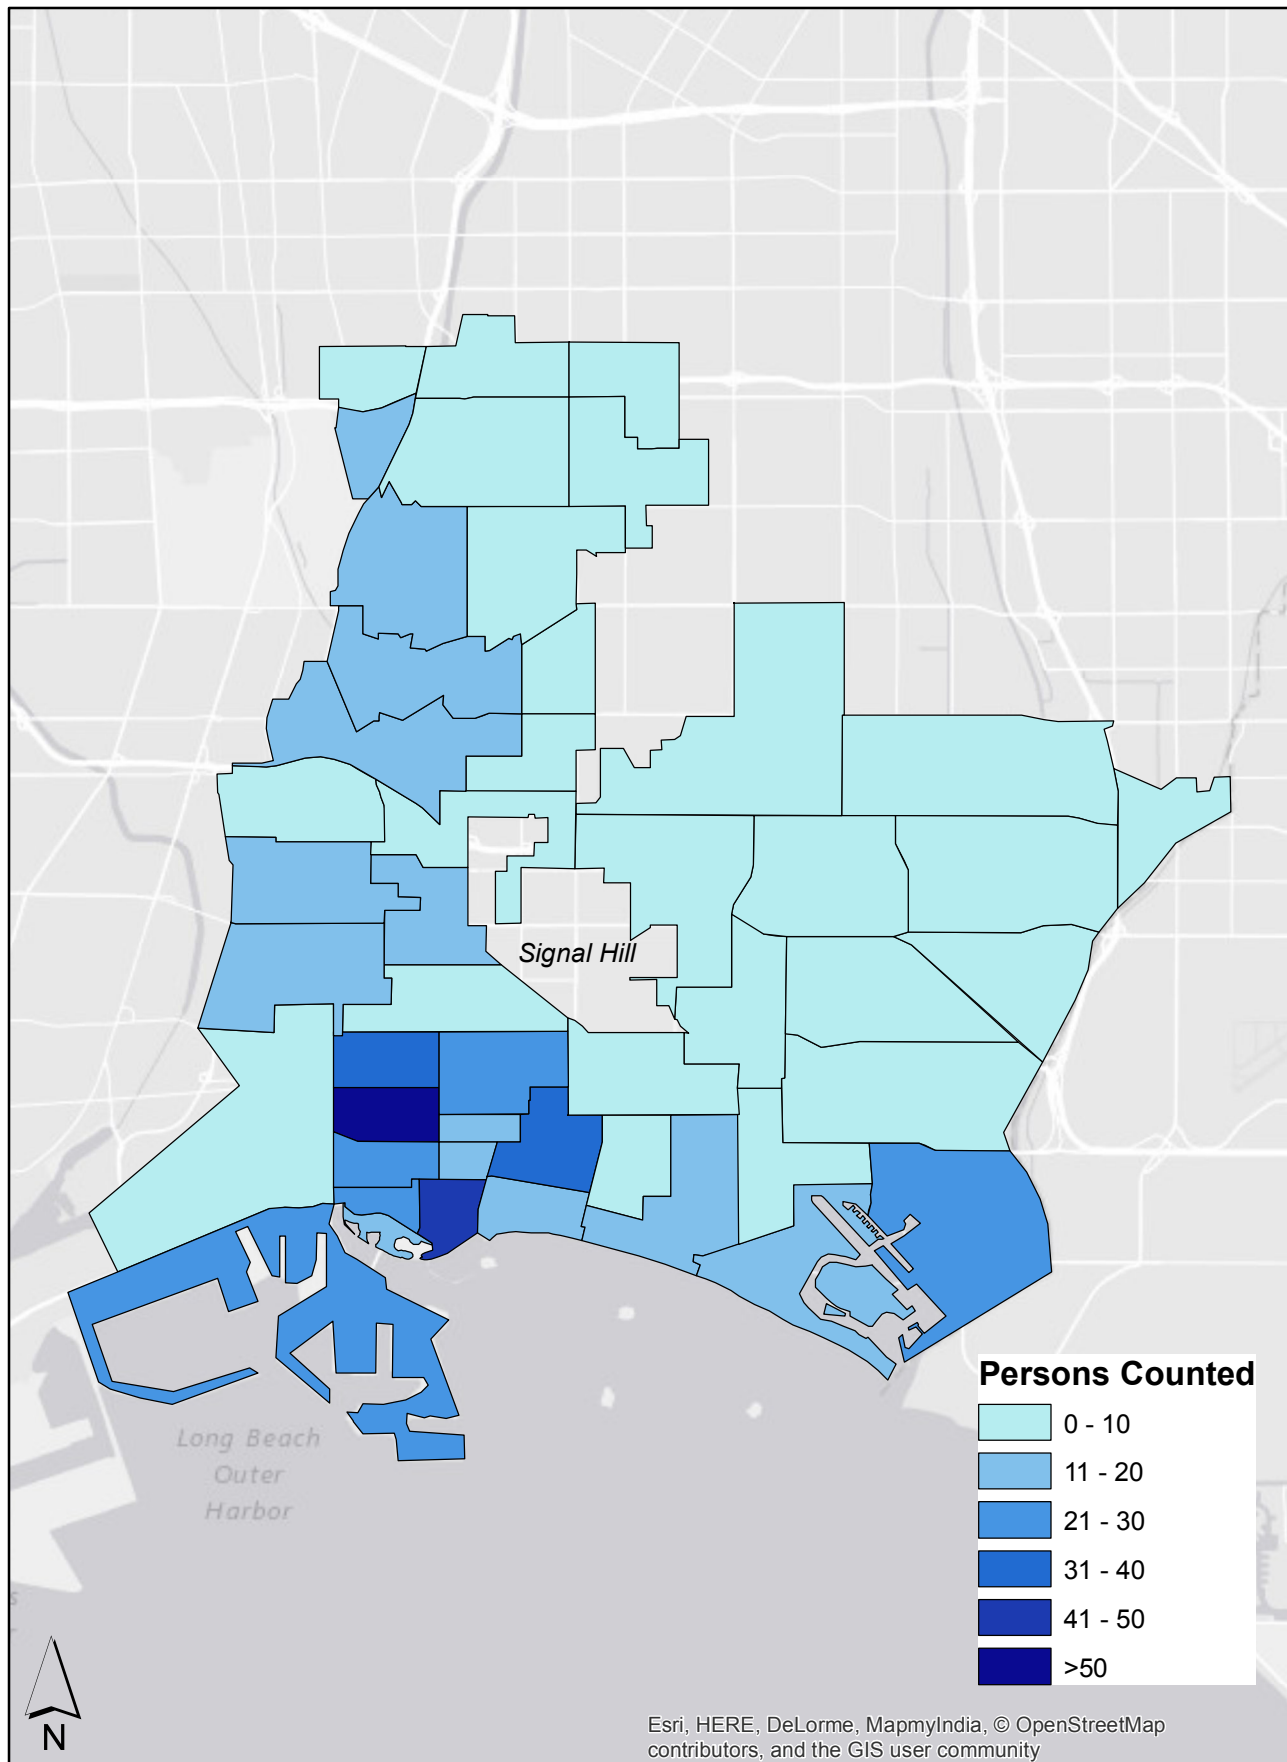 Signal Hill
Persons Counted
0 - 10
11 - 20
21 - 30
31 - 40
41 - 50
>50
Long Beach
Outer
Harbor
N
Esri, HERE, DeLorme, MapmyIndia, © OpenStreetMap
contributors, and the GIS user community